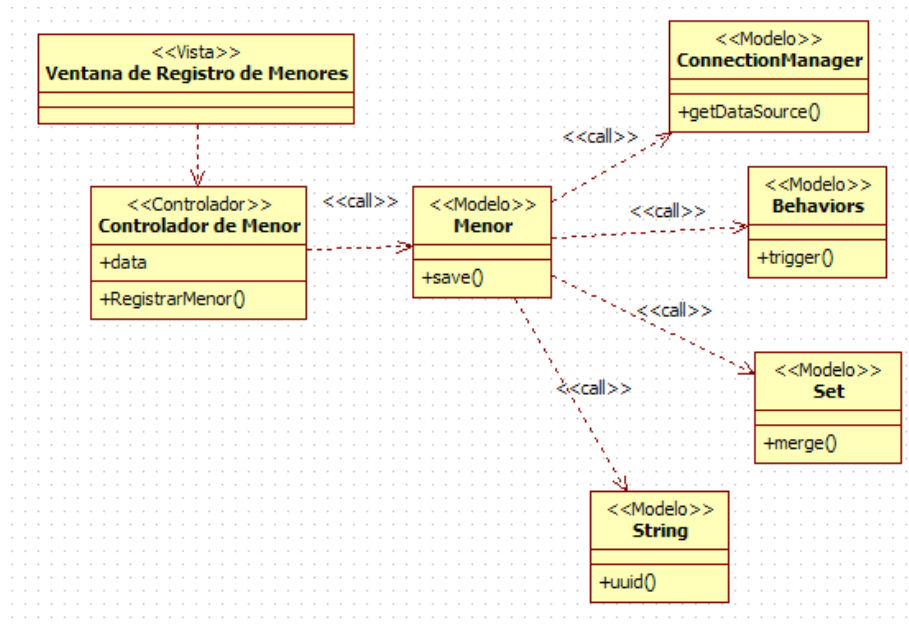 <<Vista>>
Ventana de Registro de Menores
<<Controlador>>
Controlador de Menor
+data
+RegistrarMenor()
<<call>>
<<Modelo>>
Menor
+save()
<<call>>
<<Modelo>>
ConnectionManager
+getDataSource()
<<call>>
<<Modelo>>
Behaviors
+trigger()
<<call>>
<<Modelo>>
Set
+merge()
<<call>>
<<Modelo>>
String
+uuid()